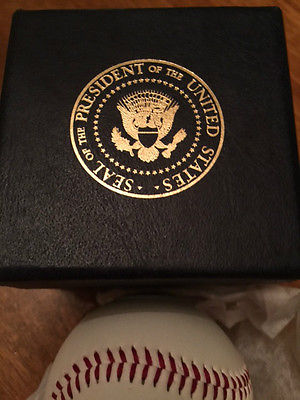 SEAL OF THE PRESIDENT OF THE UNITED STATES